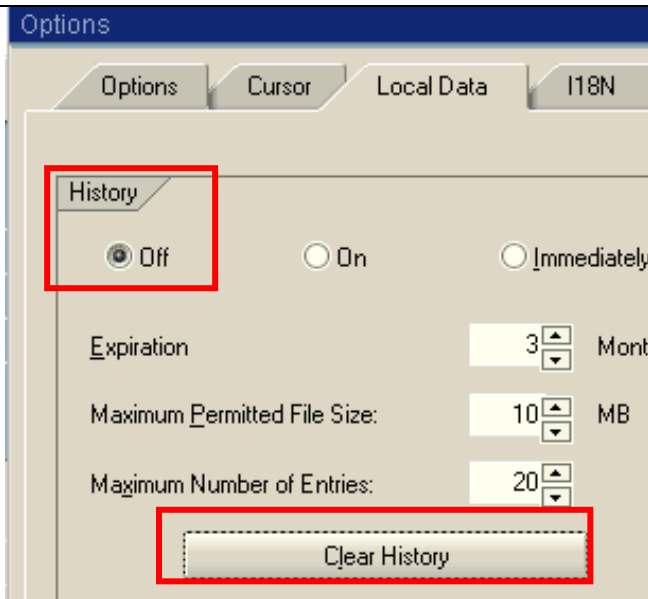 Options
Options Cursor Local Data I18N
History
Off On Immediately
Expiration 3 Mont
Maximum Permitted File Size: 10 MB
Maximum Number of Entries: 20
Clear History